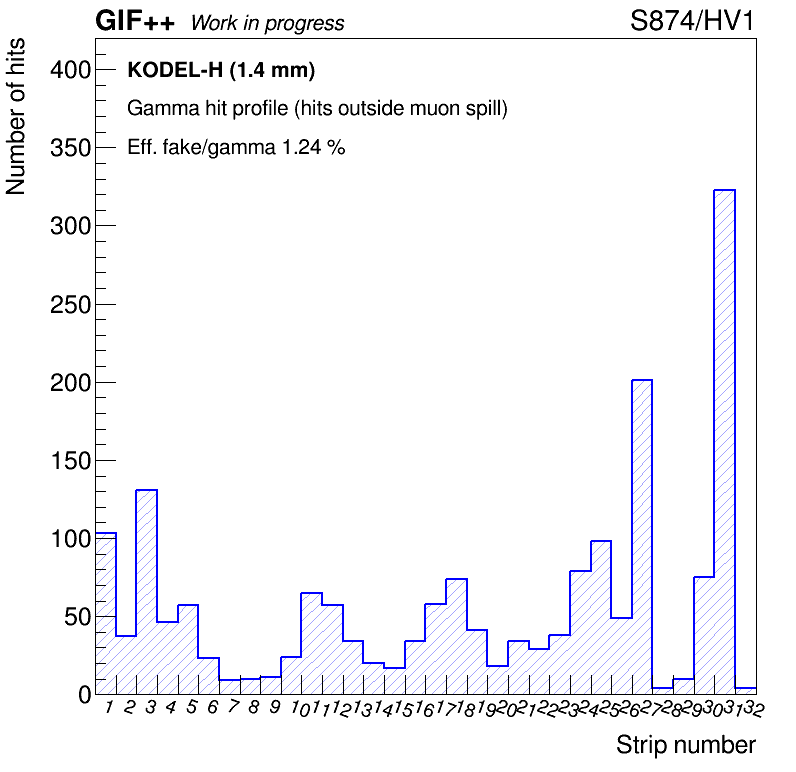 GIF++ Work in progress S874/HV1
Number of hits
KODEL-H (1.4 mm)
Gamma hit profile (hits outside muon spill)
Eff. fake/gamma 1.24 %
400
350
300
250
200
150
100
50
0
1 2 3 4 5 6 7 8 9 10 11 12 13 14 15 16 17 18 19 20 21 22 23 24 25 26 27 28 29 30 31 32
Strip number